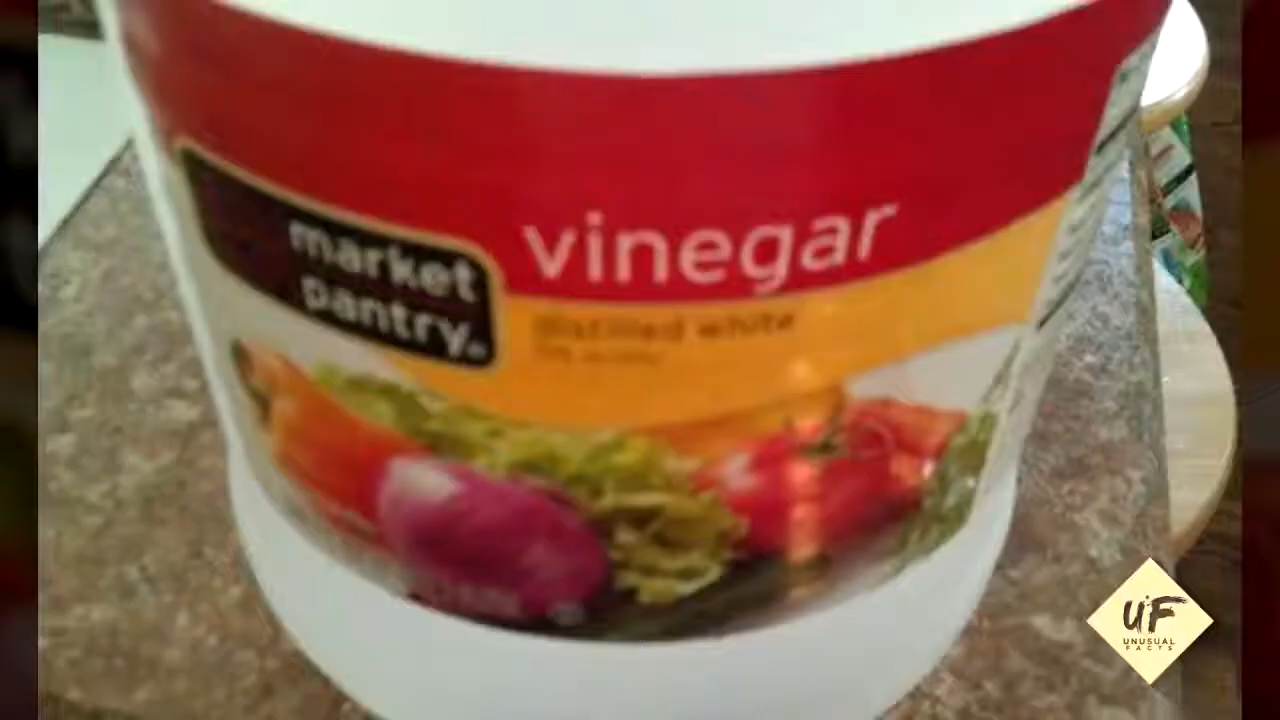 vinegar
market
pantry
distilled white
UF
UNUSUAL
FACTS